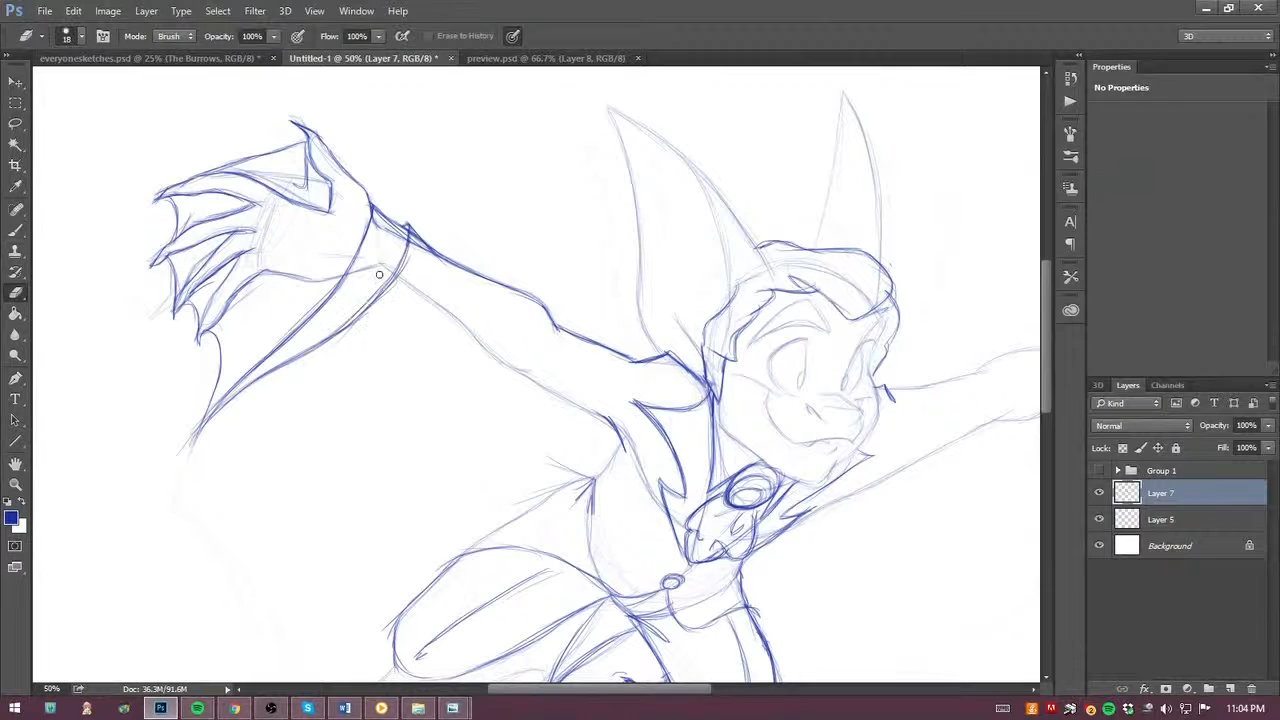 Ps File Edit Image Layer Type Select Filter 3D View Window Help
18 Mode: Brush Opacity: 100% Flow: 100% Erase to History 3D
everyonesketches.psd @ 25% (The Burrows, RGB/8) * × Untitled-1 @ 50% (Layer 7, RGB/8) * × preview.psd @ 66.7% (Layer 8, RGB/8) ×
Properties
No Properties
3D Layers Channels
Kind
Normal Opacity: 100%
Lock: Fill: 100%
Group 1
Layer 7
Layer 5
Background
50% Doc: 36.3M/91.6M
11:04 PM